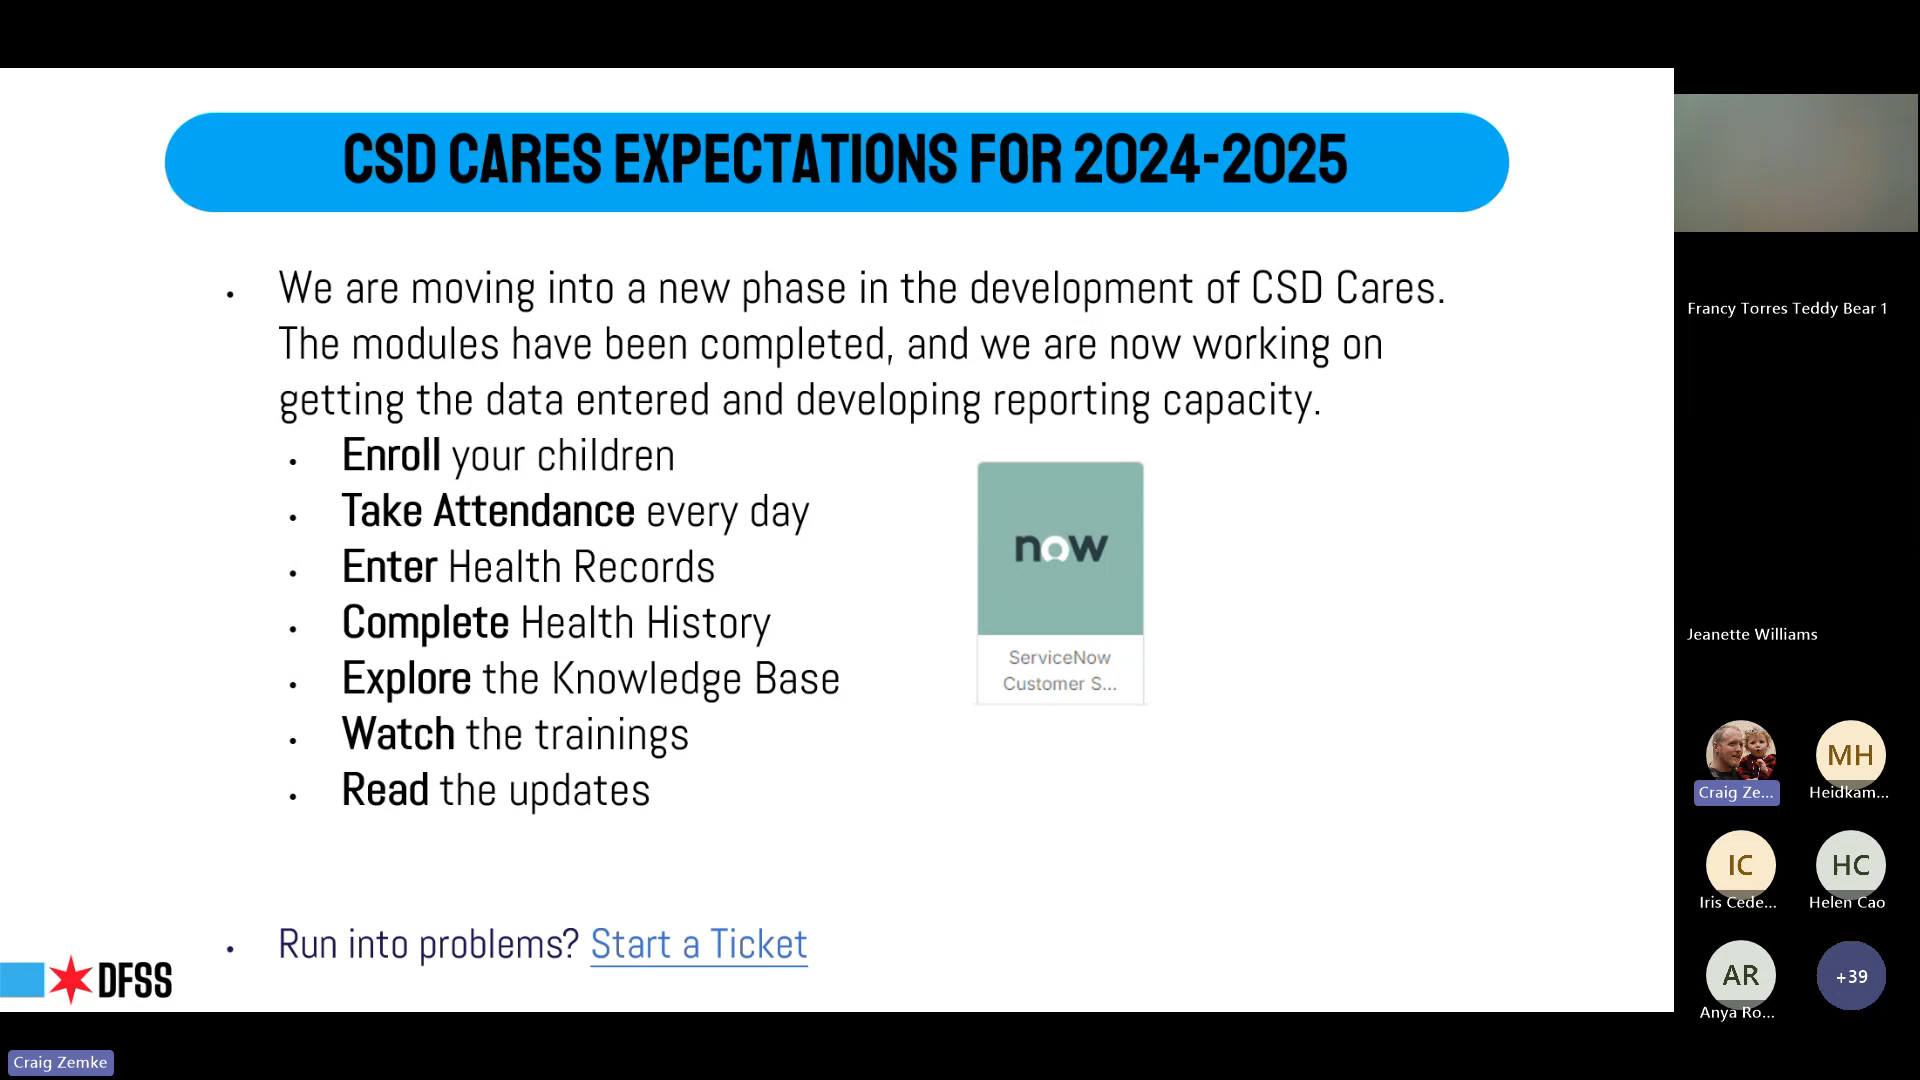 CSD CARES EXPECTATIONS FOR 2024-2025
• We are moving into a new phase in the development of CSD Cares.
The modules have been completed, and we are now working on
getting the data entered and developing reporting capacity.
• Enroll your children
• Take Attendance every day
• Enter Health Records
• Complete Health History
• Explore the Knowledge Base
• Watch the trainings
• Read the updates
now
ServiceNow
Customer S...
• Run into problems? Start a Ticket
DFSS
Craig Zemke
Francy Torres Teddy Bear 1
Jeanette Williams
Craig Ze...
MH
Heidkam...
IC
Iris Cede...
HC
Helen Cao
AR
Anya Ro...
+39